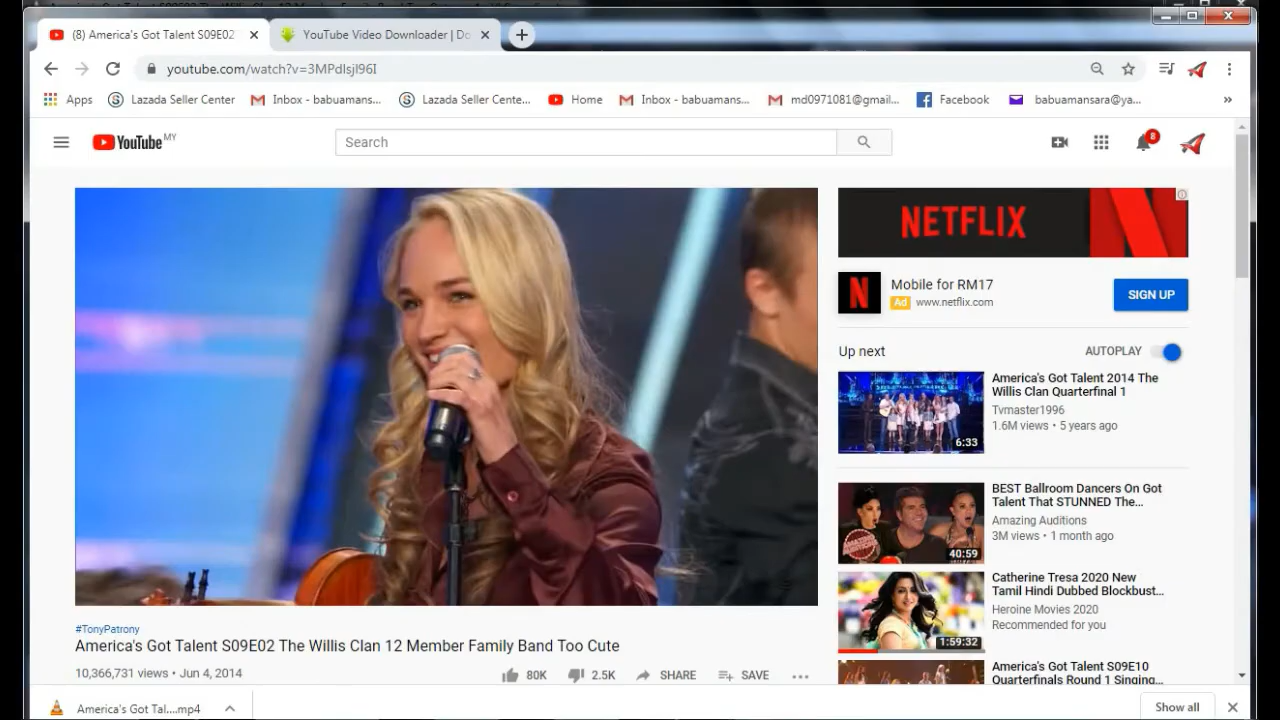 (8) America's Got Talent S09E02
YouTube Video Downloader | D
youtube.com/watch?v=3MPdIsjI96I
Apps
Lazada Seller Center
Inbox - babuamans...
Lazada Seller Cente...
Home
Inbox - babuamans...
md0971081@gmail...
Facebook
babuamansara@ya...
»
YouTube MY
Search
8
NETFLIX
N
Mobile for RM17
Ad www.netflix.com
SIGN UP
Up next
AUTOPLAY
America's Got Talent 2014 The
Willis Clan Quarterfinal 1
Tvmaster1996
1.6M views • 5 years ago
6:33
BEST Ballroom Dancers On Got
Talent That STUNNED The...
Amazing Auditions
3M views • 1 month ago
40:59
Catherine Tresa 2020 New
Tamil Hindi Dubbed Blockbust...
Heroine Movies 2020
Recommended for you
1:59:32
America's Got Talent S09E10
Quarterfinals Round 1 Singing...
#TonyPatrony
America's Got Talent S09E02 The Willis Clan 12 Member Family Band Too Cute
10,366,731 views • Jun 4, 2014
80K
2.5K
SHARE
SAVE
America's Got Tal....mp4
Show all